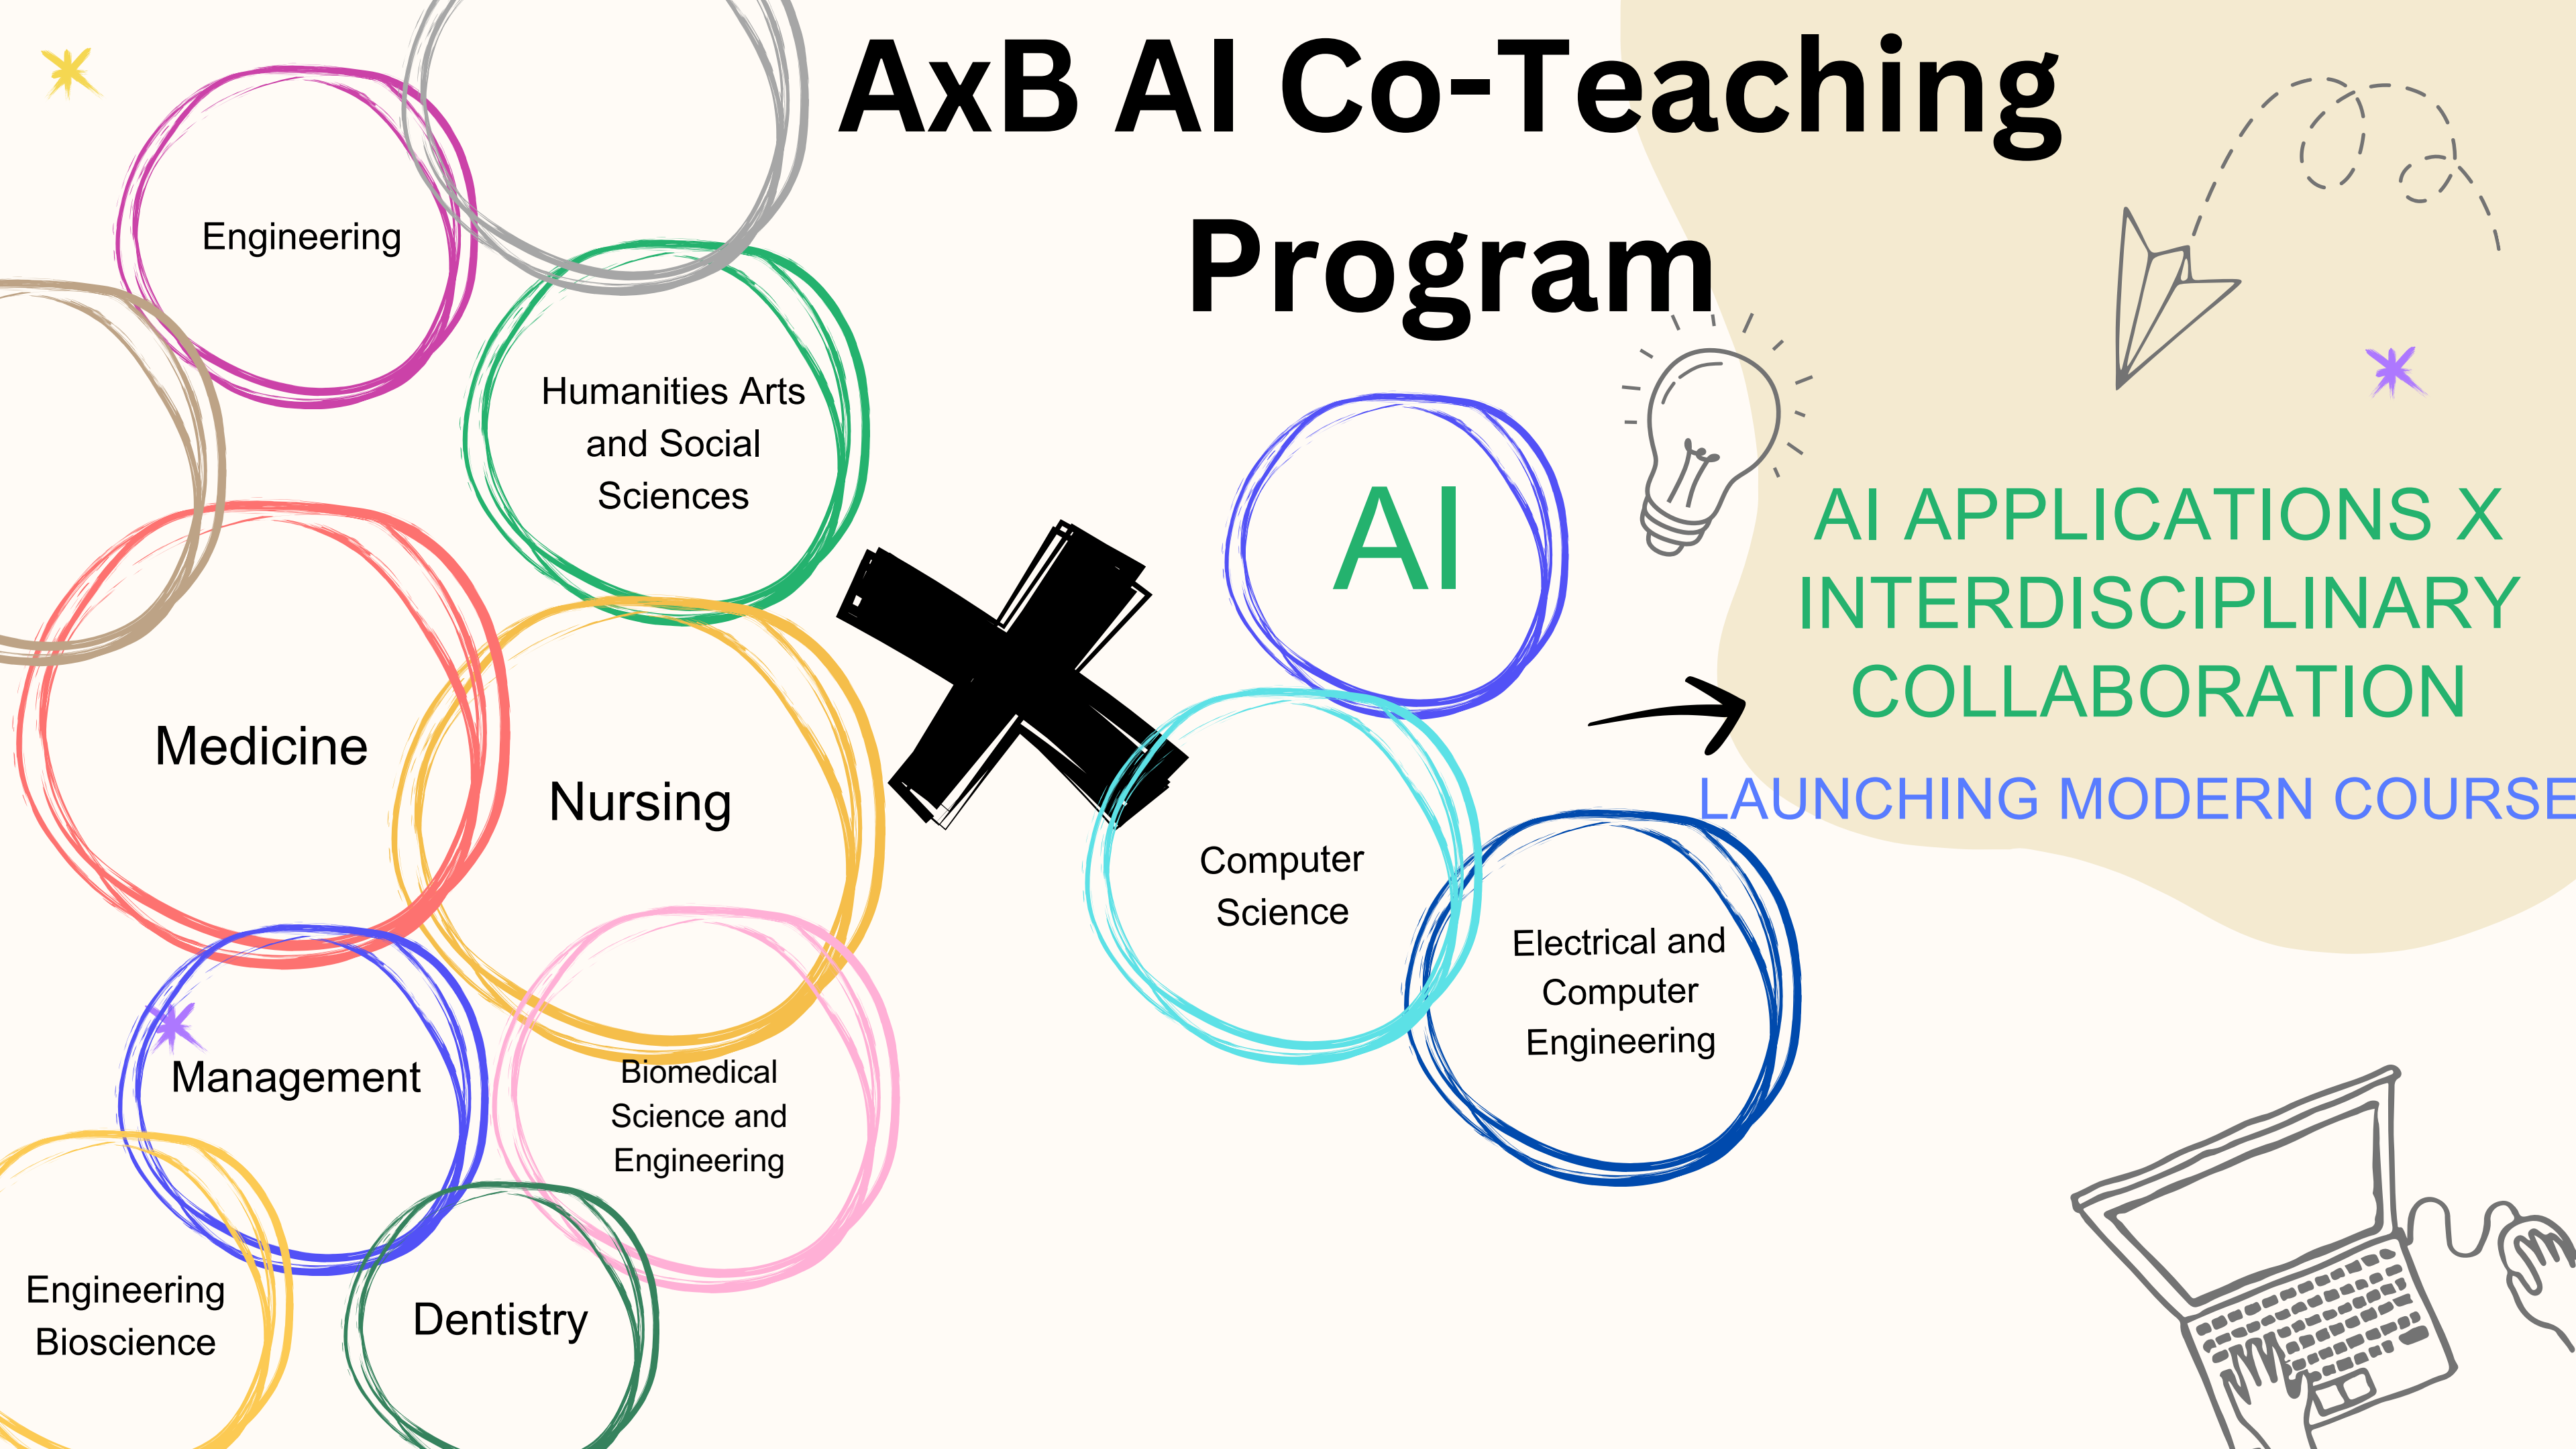 AxB AI Co-Teaching
Program
Engineering
Humanities Arts
and Social
Sciences
Medicine
Nursing
Management
Biomedical
Science and
Engineering
Engineering
Bioscience
Dentistry
AI
Computer
Science
Electrical and
Computer
Engineering
AI APPLICATIONS X
INTERDISCIPLINARY
COLLABORATION
LAUNCHING MODERN COURSE